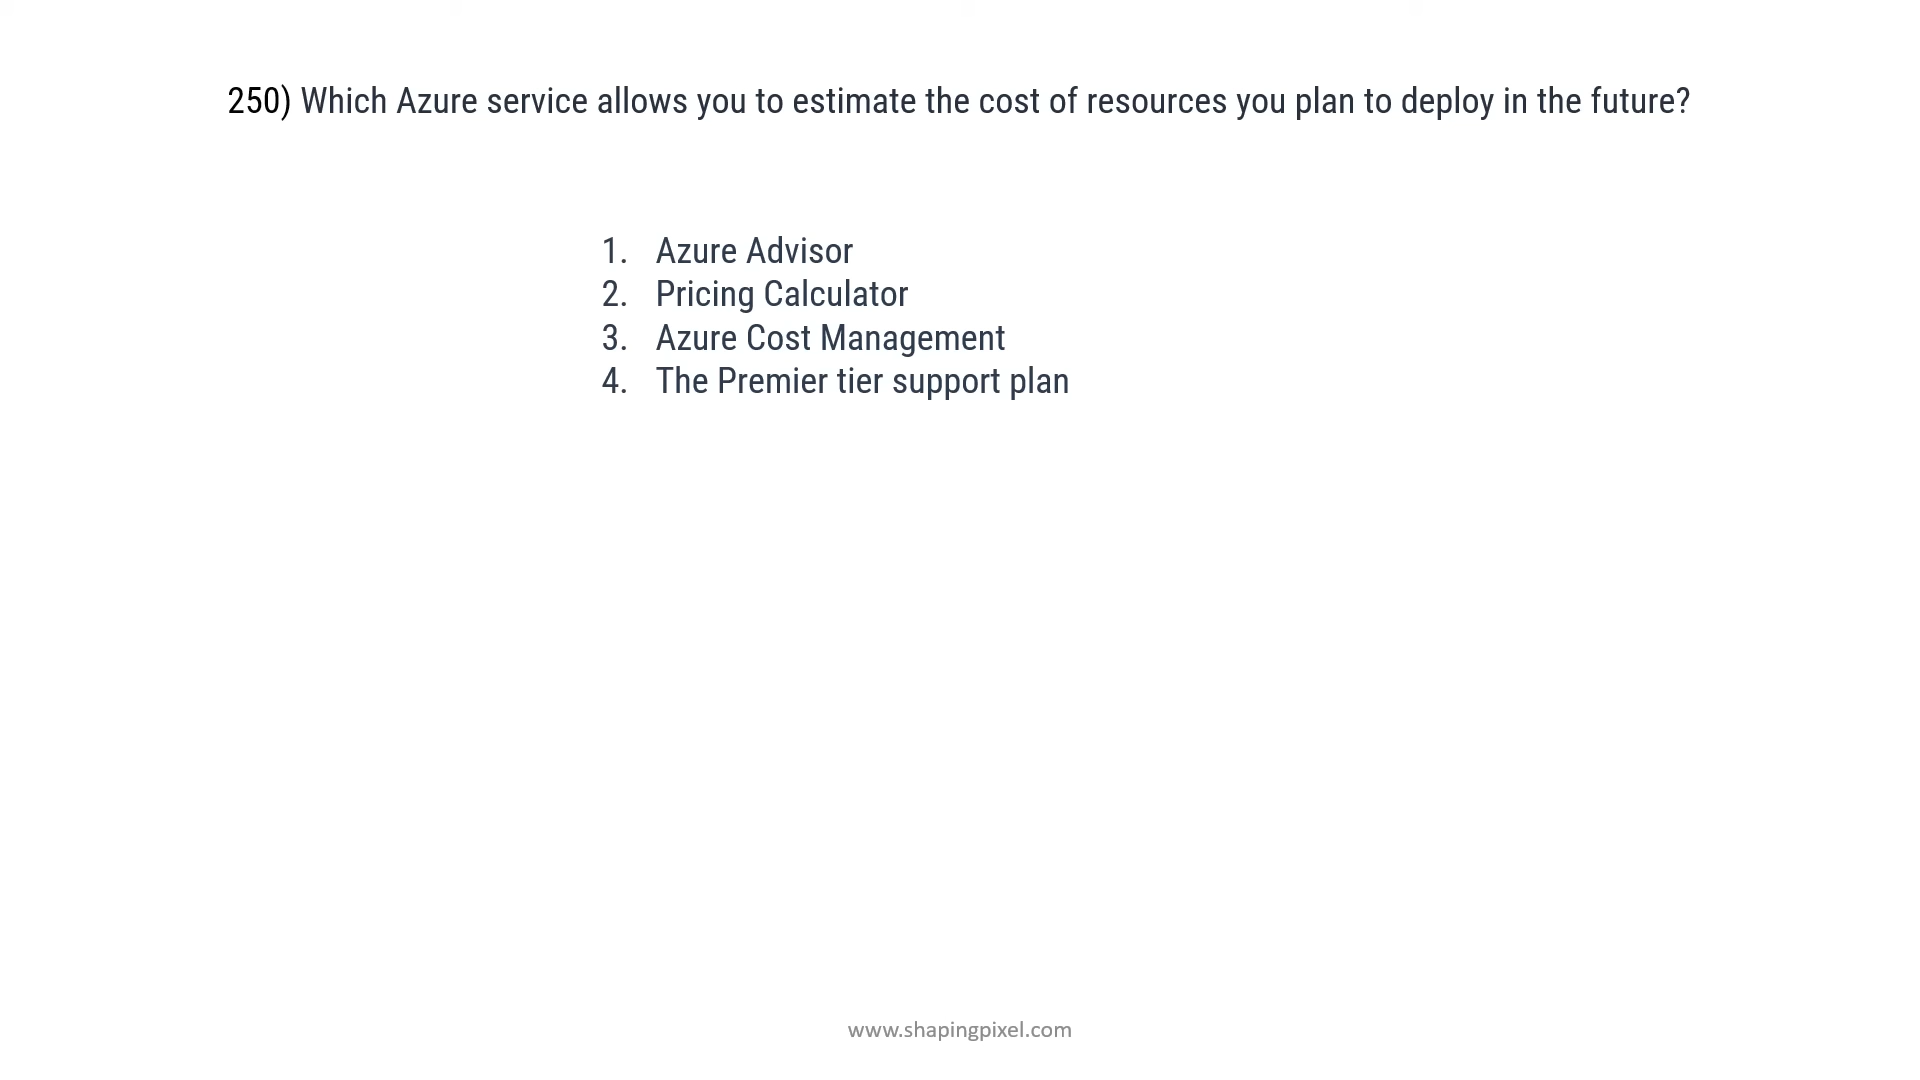 250) Which Azure service allows you to estimate the cost of resources you plan to deploy in the future?
1. Azure Advisor
2. Pricing Calculator
3. Azure Cost Management
4. The Premier tier support plan
www.shapingpixel.com